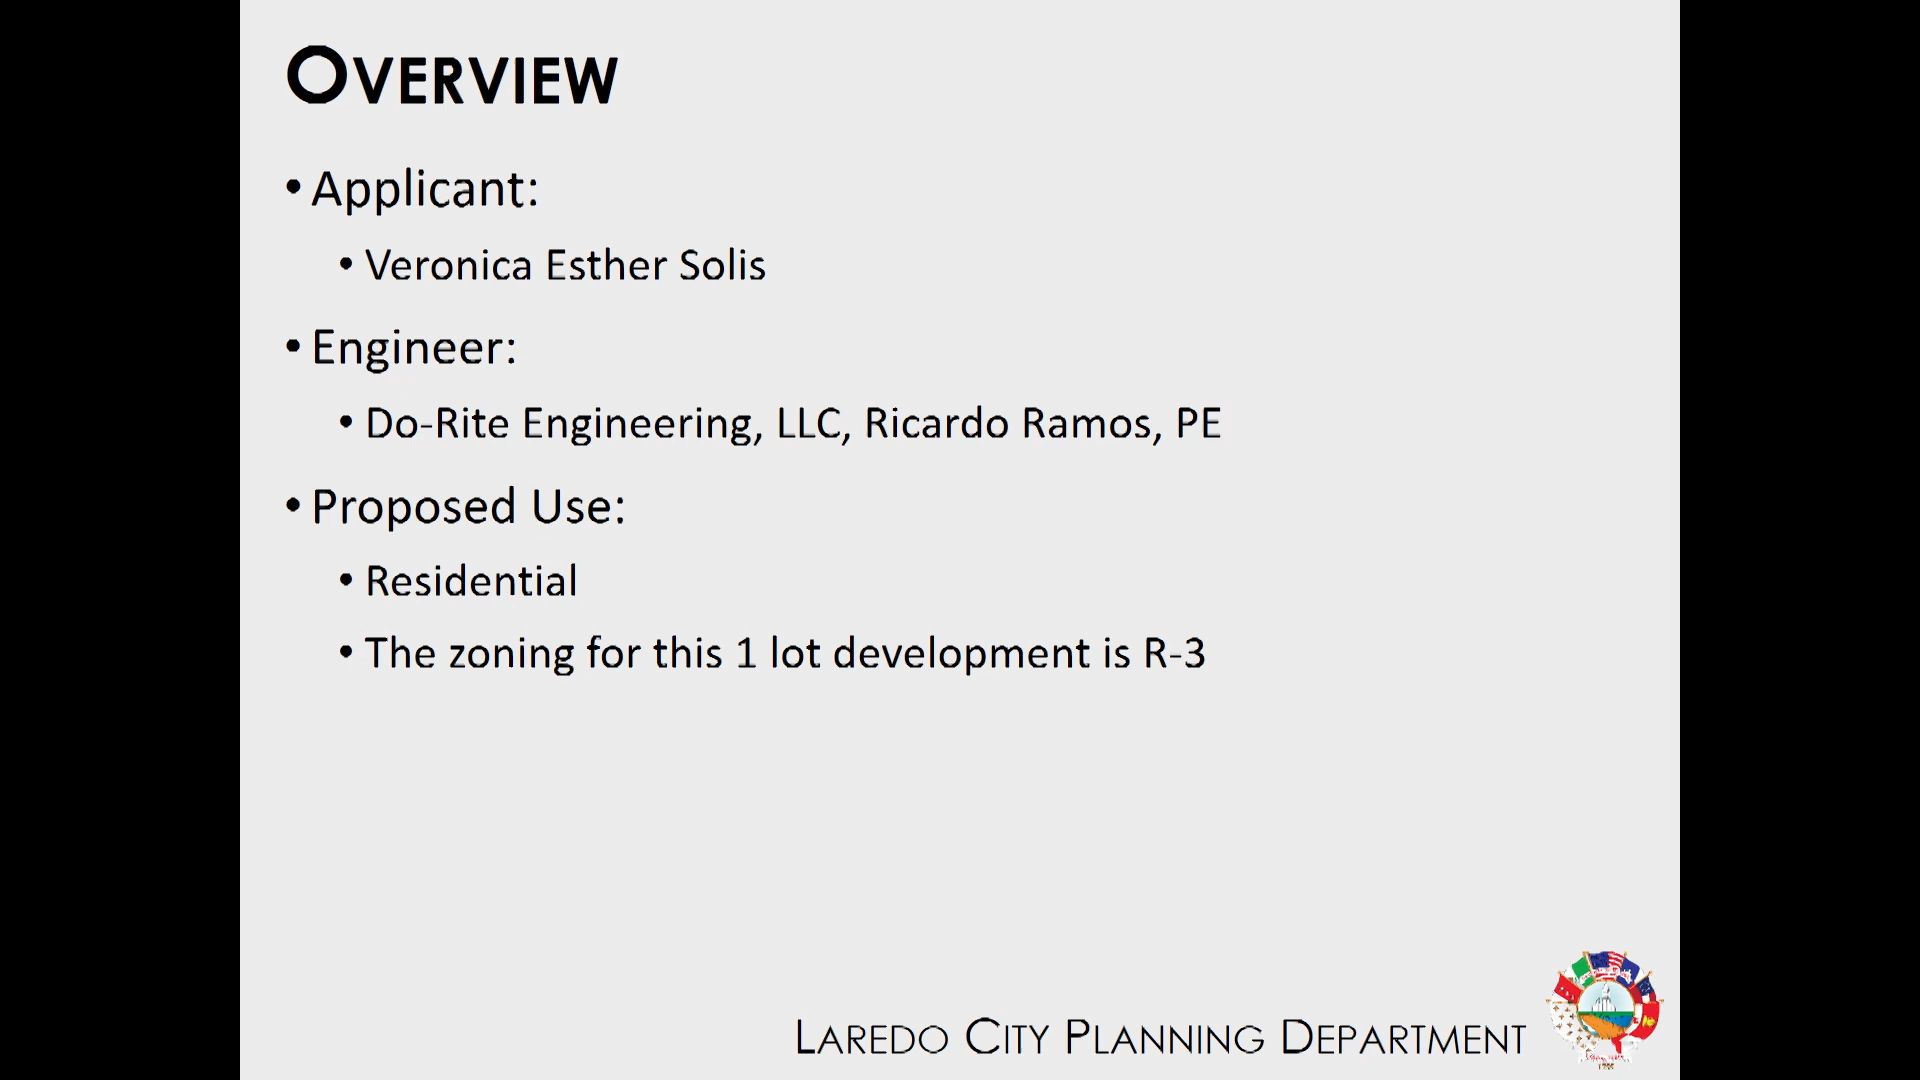 OVERVIEW
• Applicant:
• Veronica Esther Solis
• Engineer:
• Do-Rite Engineering, LLC, Ricardo Ramos, PE
• Proposed Use:
• Residential
• The zoning for this 1 lot development is R-3
LAREDO CITY PLANNING DEPARTMENT